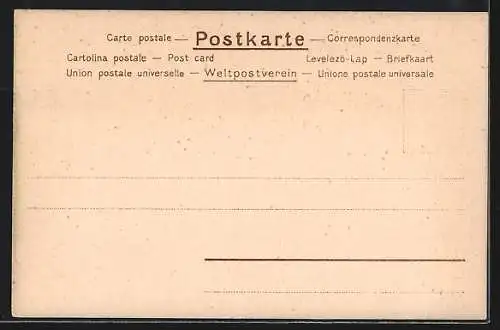 Carte postale — Postkarte — Correspondenzkarte
Cartolina postale — Post card Levelezö-Lap — Briefkaart
Union postale universelle — Weltpostverein — Unione postale universale